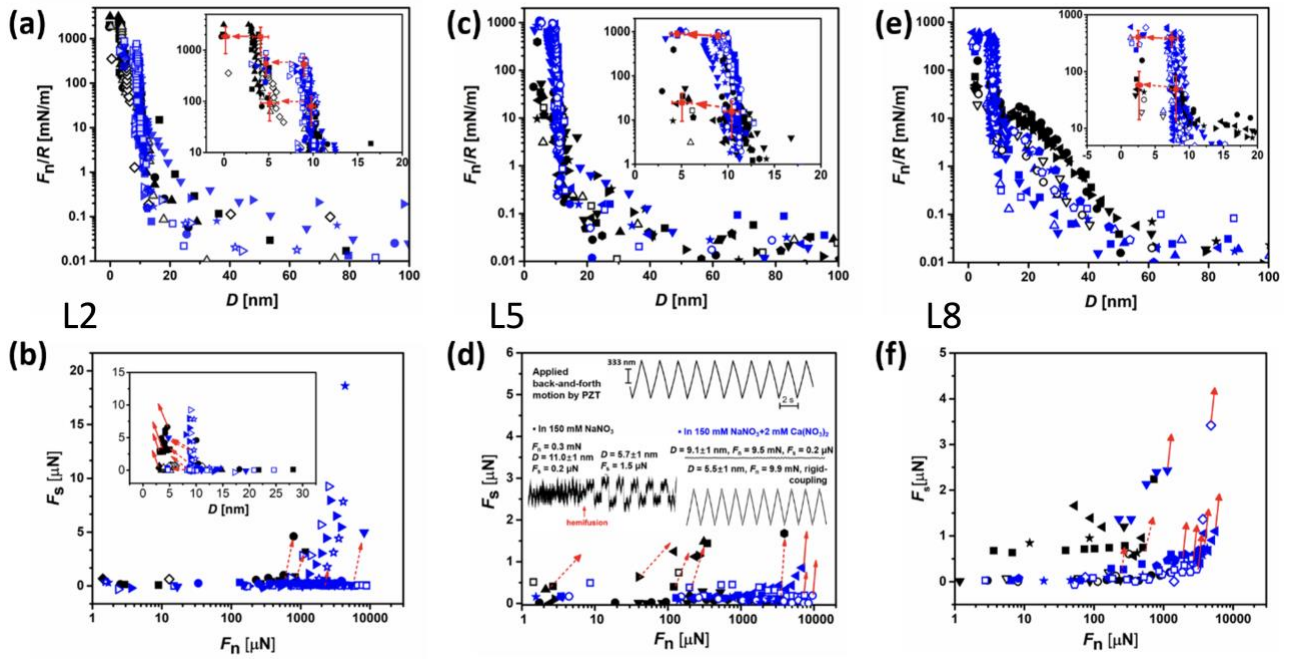 (a)
Fn/R [mN/m]
1000
100
10
1
0.1
0.01
0 20 40 60 80 100
D [nm]
1000
100
10
0 5 10 15 20
(c)
Fn/R [mN/m]
1000
100
10
1
0.1
0.01
0 20 40 60 80 100
D [nm]
1000
100
10
1
0 5 10 15 20
(e)
Fn/R [mN/m]
1000
100
10
1
0.1
0.01
0 20 40 60 80 100
D [nm]
1000
100
10
-5 0 5 10 15 20
L2
L5
L8
(b)
Fs [µN]
20
15
10
5
0
1 10 100 1000 10000
Fn [µN]
15
10
5
0
0 5 10 15 20 25 30
D [nm]
(d)
Fs [µN]
6
5
4
3
2
1
0
1 10 100 1000 10000
Fn [µN]
Applied
back-and-forth
motion by PZT
333 nm
2 s
• In 150 mM NaNO3
Fn = 0.3 mN
D = 11.0±1 nm
Fs = 0.2 µN
D = 5.7±1 nm
Fs = 1.5 µN
hemifusion
• In 150 mM NaNO3+2 mM Ca(NO3)2
D = 9.1±1 nm, Fn = 9.5 mN, Fs = 0.2 µN
D = 5.5±1 nm, Fn = 9.9 mN, rigid-
coupling
(f)
Fs [µN]
5
4
3
2
1
0
1 10 100 1000 10000
Fn [µN]